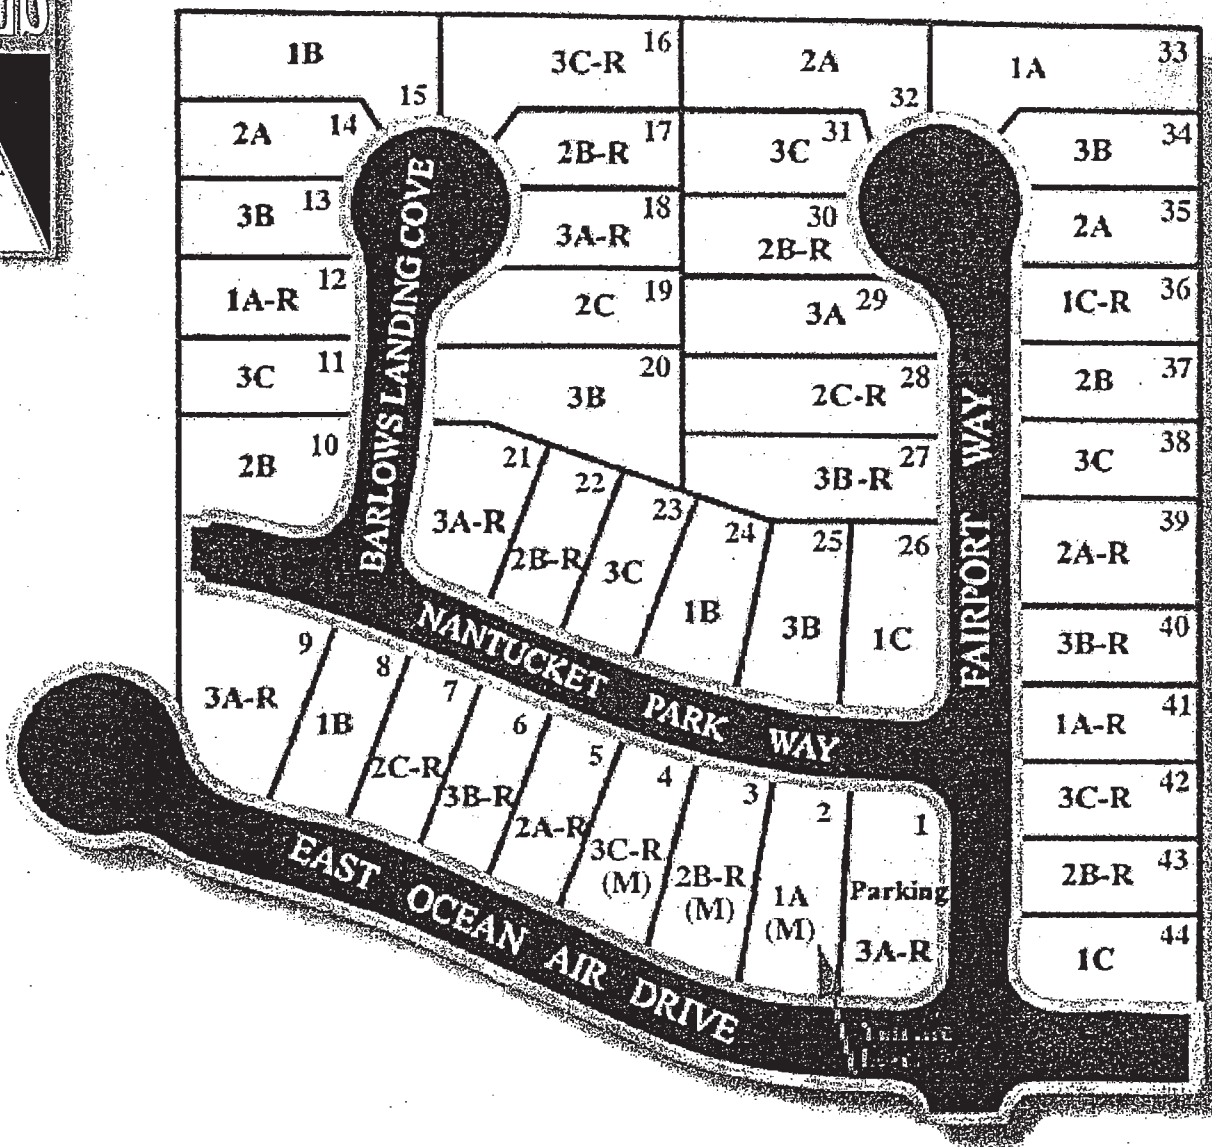 1B
15
3C-R 16
2A
32
1A 33
2A 14
2B-R 17
3C 31
3B 34
3B 13
3A-R 18
30
2B-R
2A 35
1A-R 12
2C 19
3A 29
1C-R 36
3C 11
3B 20
2C-R 28
2B 37
2B 10
3B-R 27
3C 38
BARLOWS LANDING COVE
FAIRPORT WAY
21
3A-R
22
2B-R
23
3C
24
1B
25
3B
26
1C
39
2A-R
3B-R 40
1A-R 41
3C-R 42
2B-R 43
1C 44
NANTUCKET PARK WAY
9
3A-R
8
1B
7
2C-R
6
3B-R
5
2A-R
4
3C-R
(M)
3
2B-R
(M)
2
1A
(M)
1
Parking
3A-R
EAST OCEAN AIR DRIVE